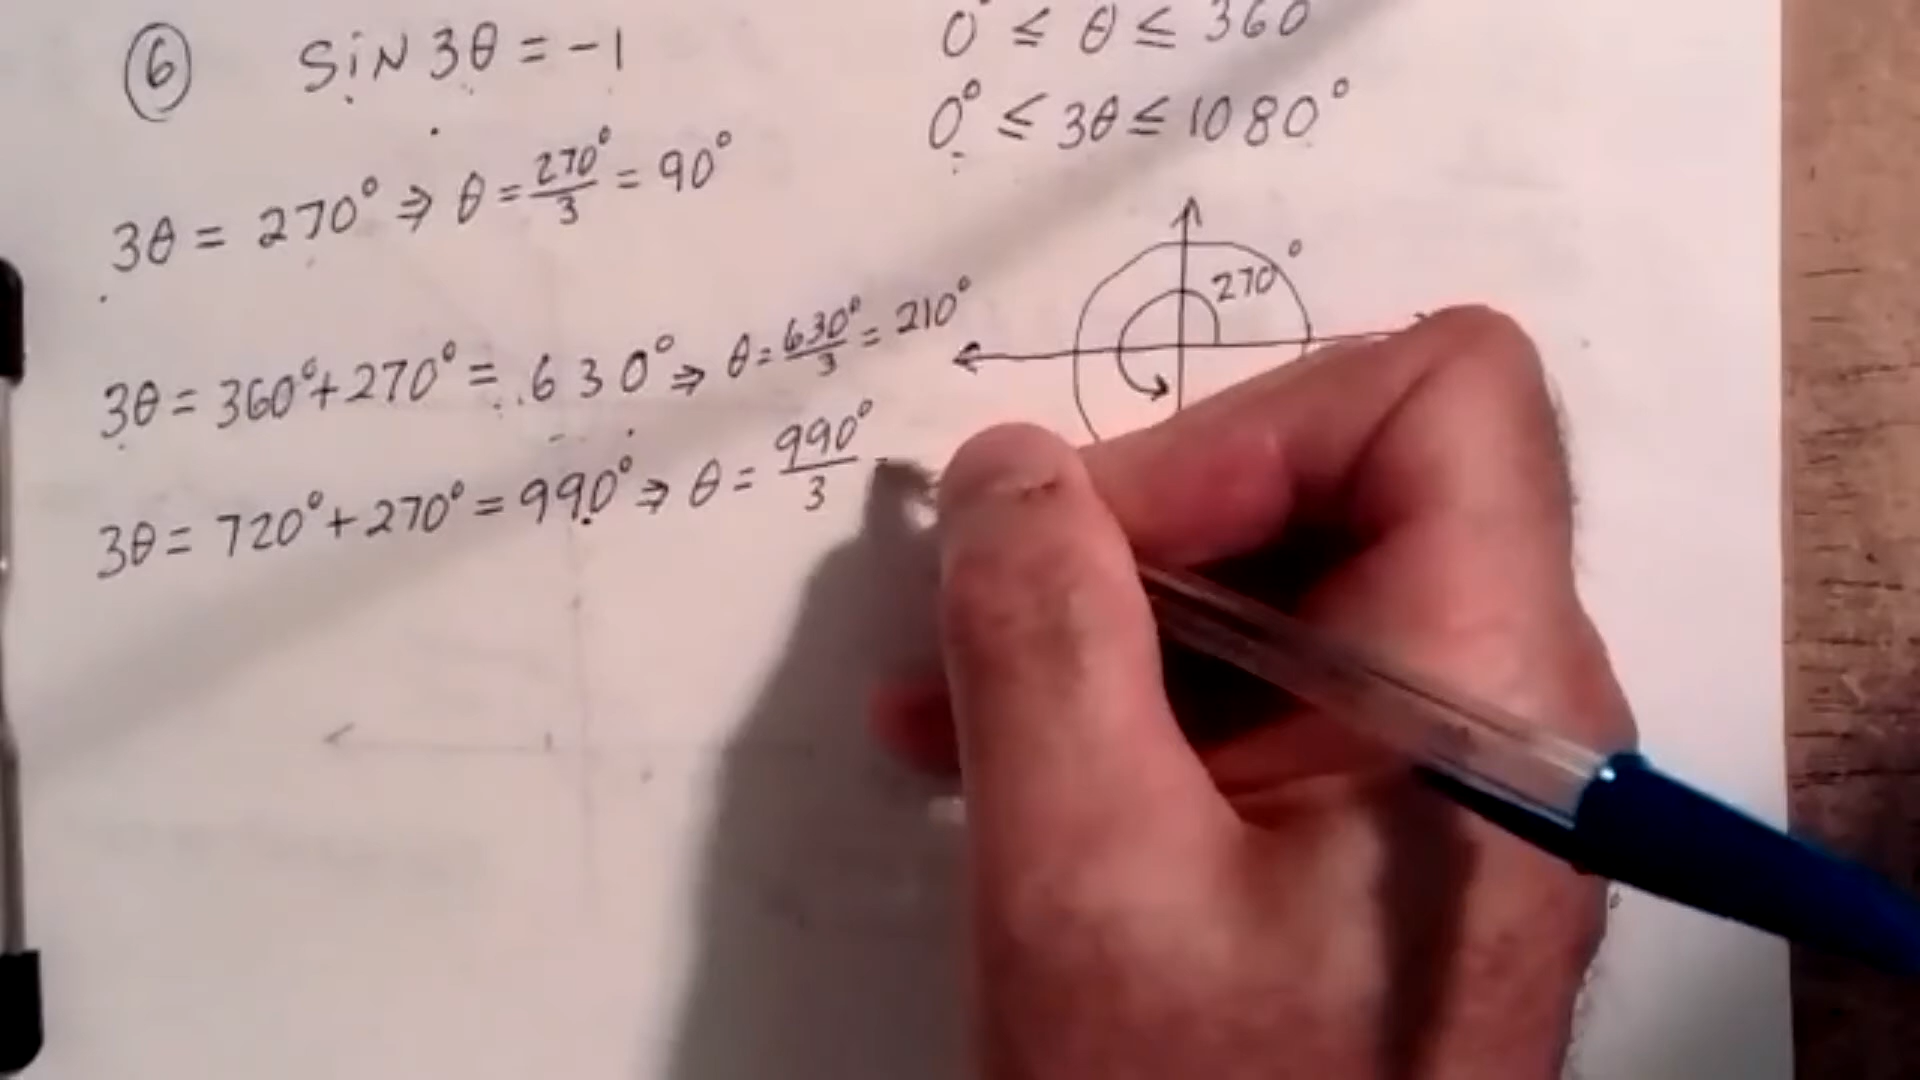 ⑥ SiN 3θ = -1
0° ≤ θ ≤ 360
0° ≤ 3θ ≤ 1080°
3θ = 270° ⇒ θ = 270°/3 = 90°
270°
3θ = 360° + 270° = 630° ⇒ θ = 630°/3 = 210°
3θ = 720° + 270° = 990° ⇒ θ = 990°/3 =